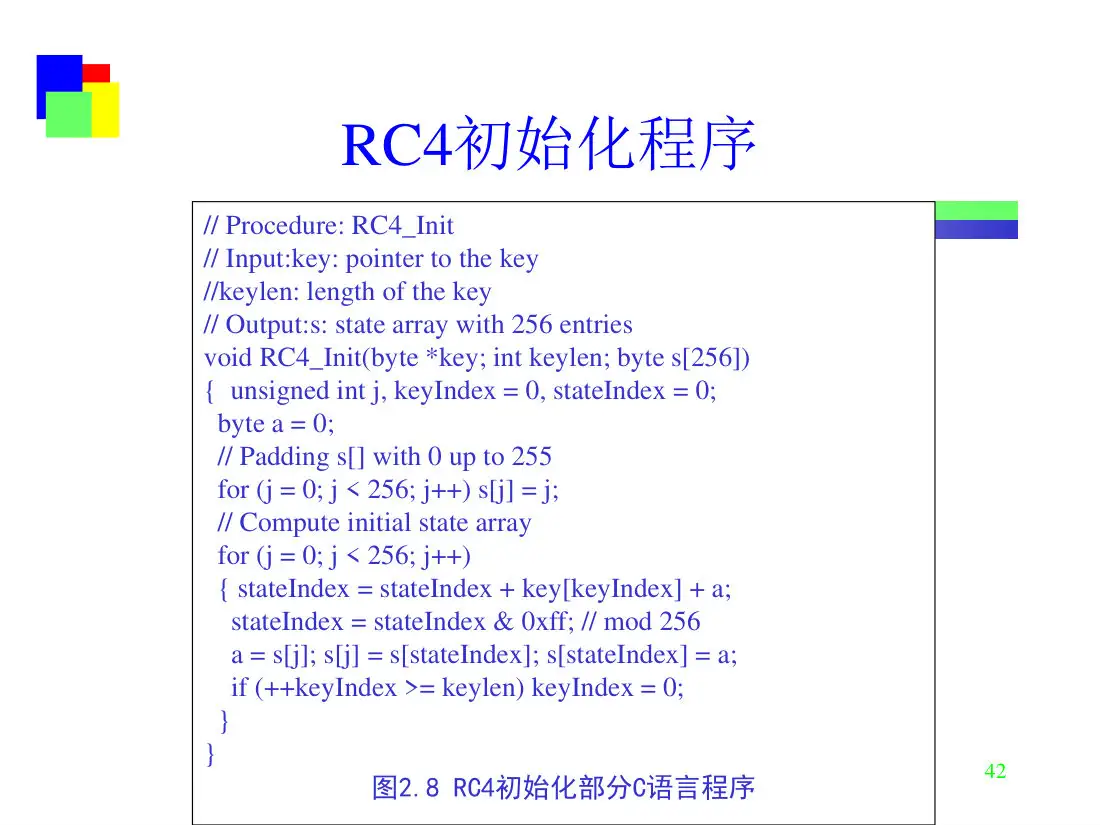 RC4初始化程序
// Procedure: RC4_Init
// Input:key: pointer to the key
//keylen: length of the key
// Output:s: state array with 256 entries
void RC4_Init(byte *key; int keylen; byte s[256])
{ unsigned int j, keyIndex = 0, stateIndex = 0;
byte a = 0;
// Padding s[] with 0 up to 255
for (j = 0; j < 256; j++) s[j] = j;
// Compute initial state array
for (j = 0; j < 256; j++)
{ stateIndex = stateIndex + key[keyIndex] + a;
stateIndex = stateIndex & 0xff; // mod 256
a = s[j]; s[j] = s[stateIndex]; s[stateIndex] = a;
if (++keyIndex >= keylen) keyIndex = 0;
}
}
图2.8 RC4初始化部分C语言程序
42